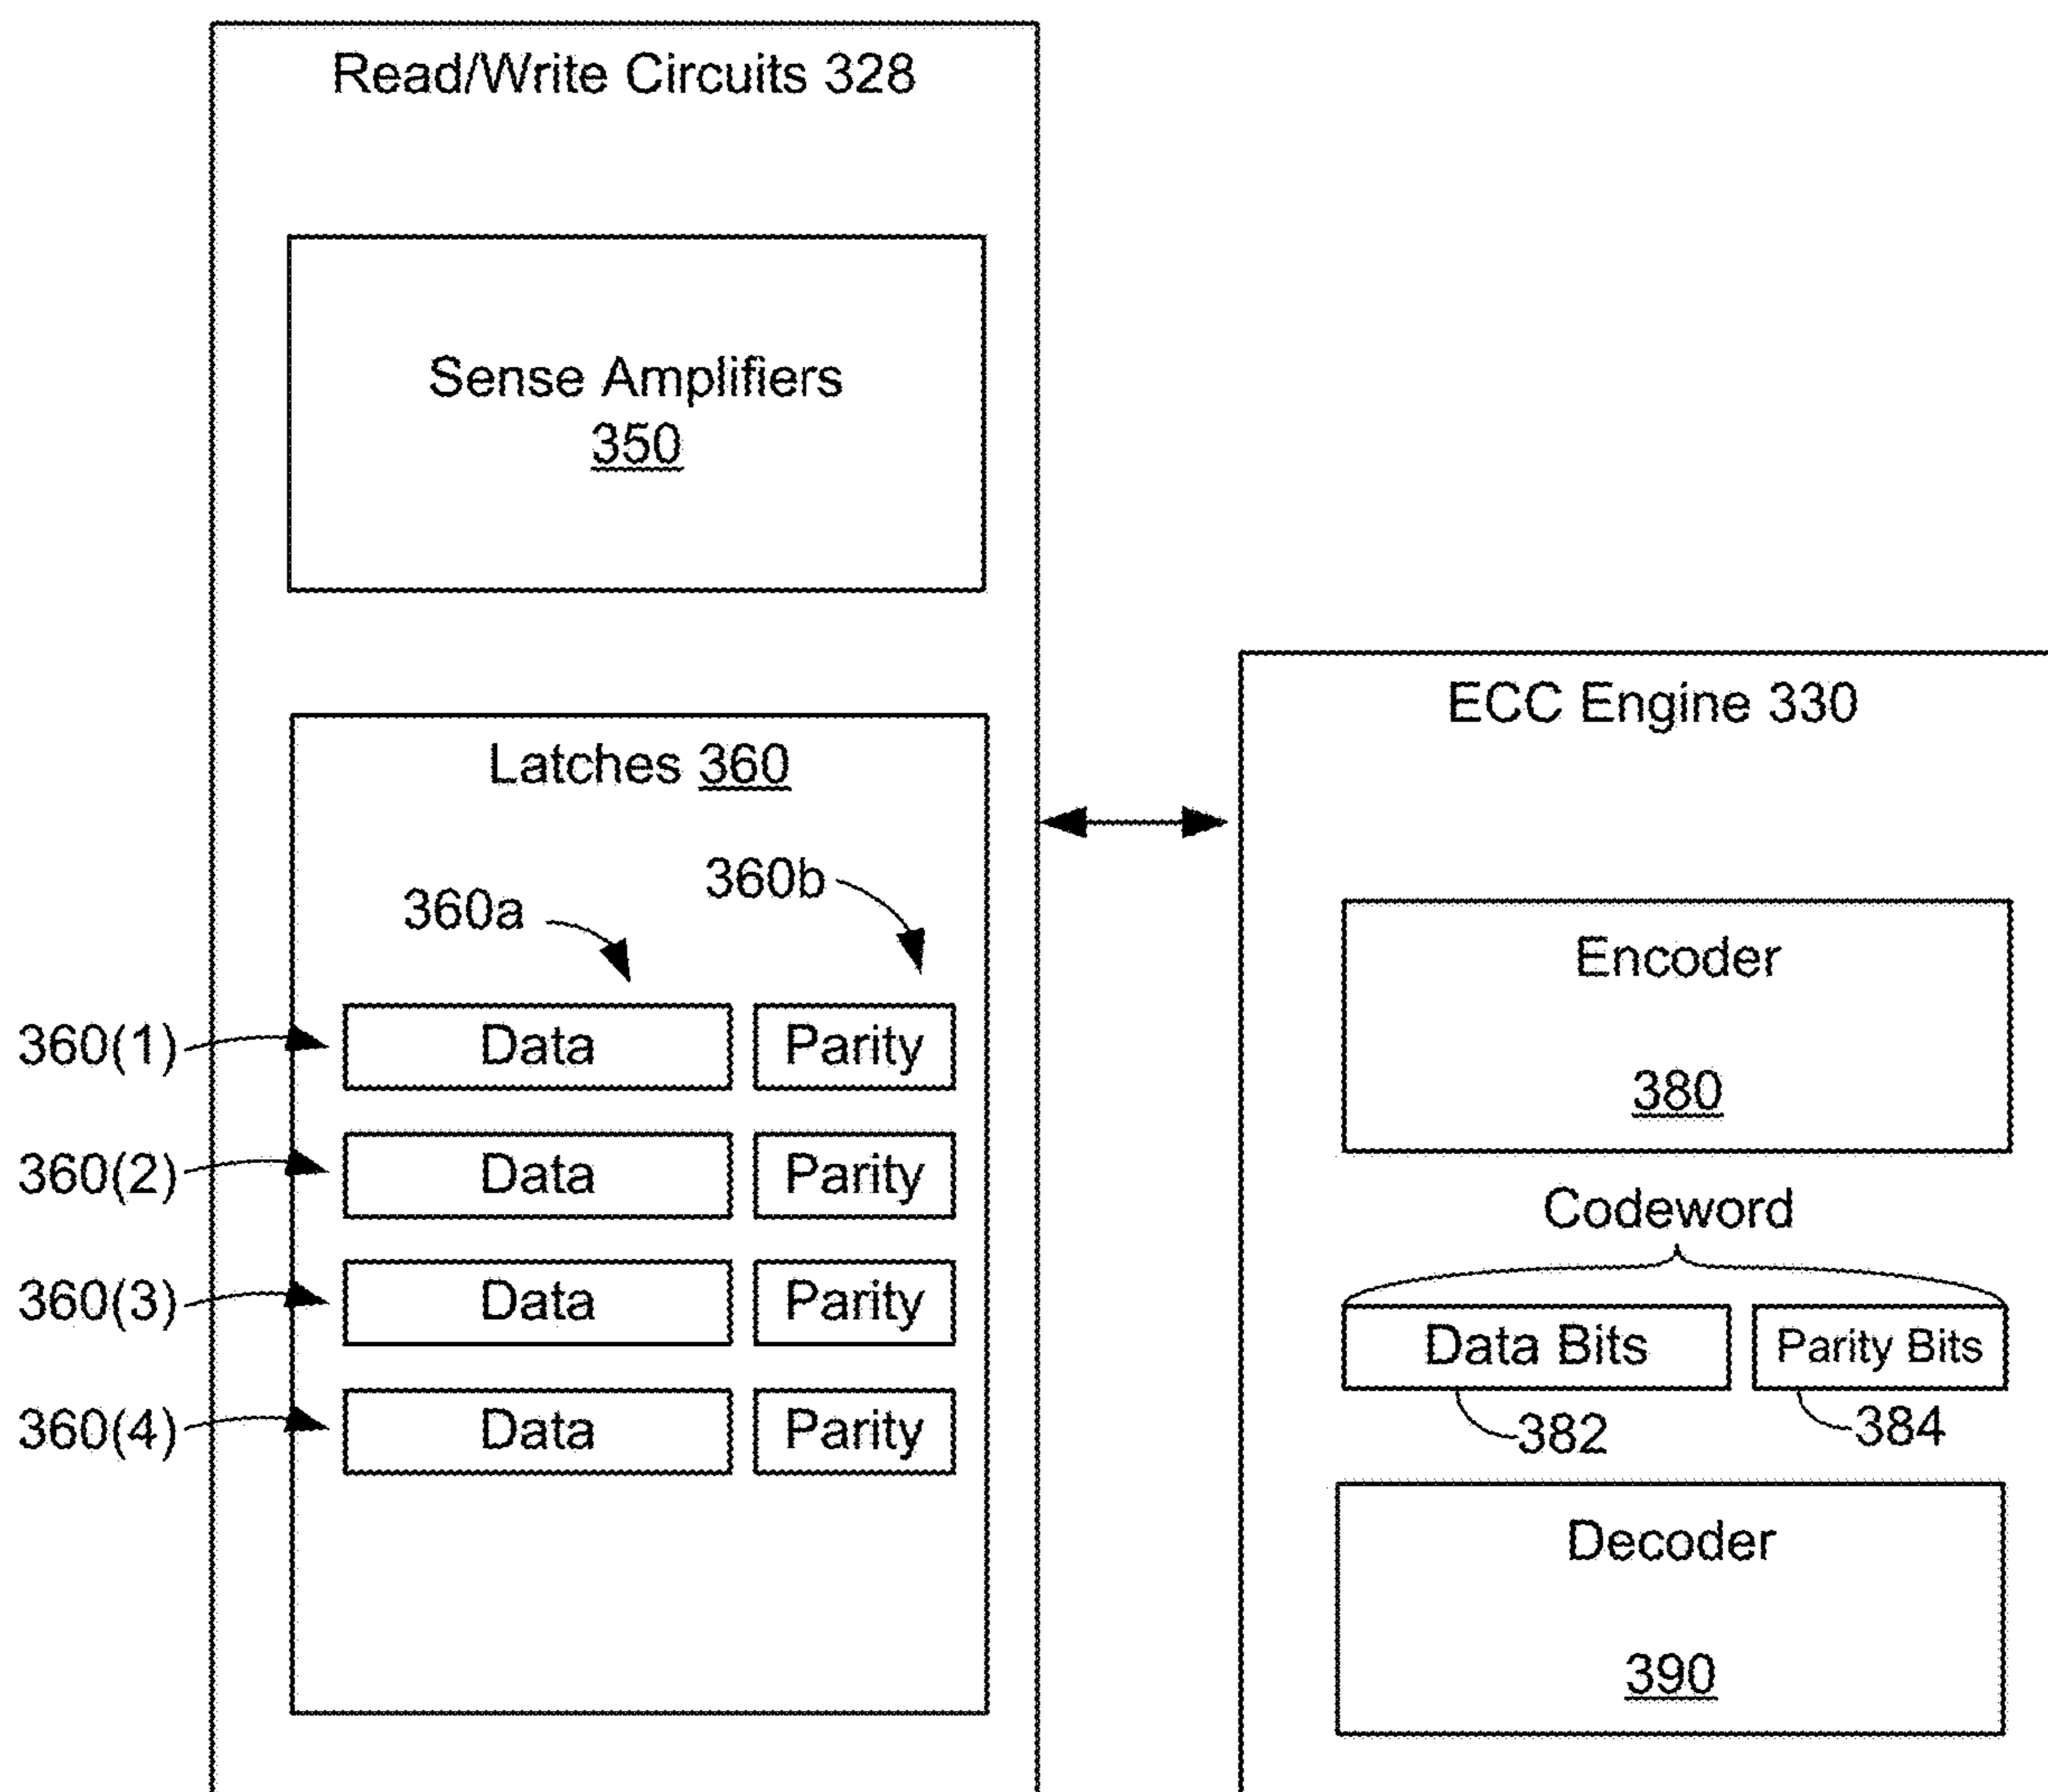 Read/Write Circuits 328
Sense Amplifiers
350
Latches 360
360a
360b
360(1)
Data
Parity
360(2)
Data
Parity
360(3)
Data
Parity
360(4)
Data
Parity
ECC Engine 330
Encoder
380
Codeword
Data Bits
Parity Bits
382
384
Decoder
390